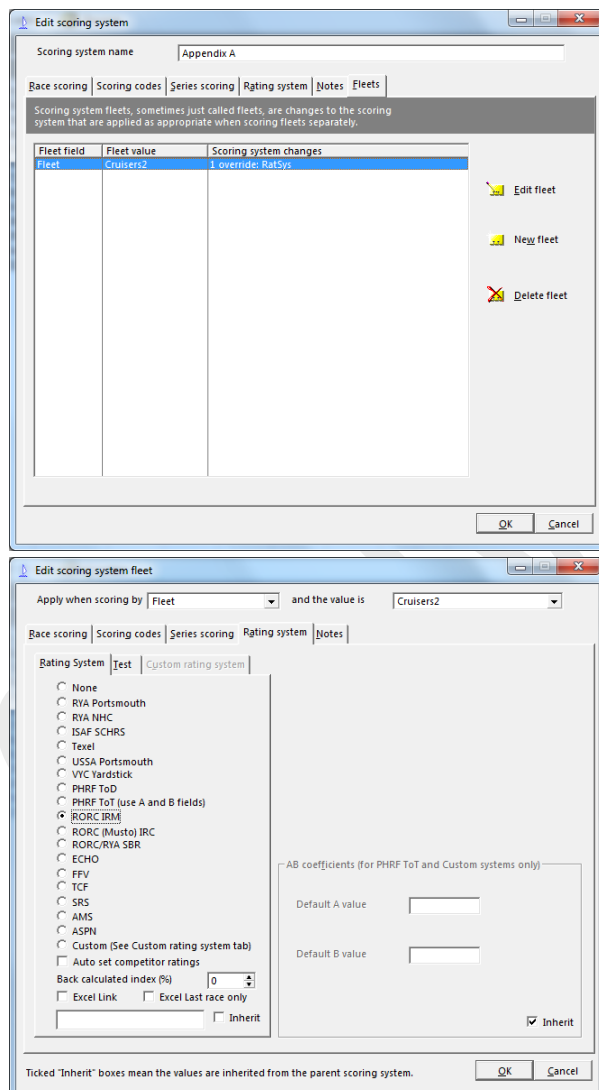 Edit scoring system
Scoring system name Appendix A
Race scoring Scoring codes Series scoring Rating system Notes Fleets
Scoring system fleets, sometimes just called fleets, are changes to the scoring
system that are applied as appropriate when scoring fleets separately.
Fleet field Fleet value Scoring system changes
Fleet Cruisers2 1 override: RatSys
Edit fleet
New fleet
Delete fleet
OK Cancel
Edit scoring system fleet
Apply when scoring by Fleet and the value is Cruisers2
Race scoring Scoring codes Series scoring Rating system Notes
Rating System Test Custom rating system
None
RYA Portsmouth
RYA NHC
ISAF SCHRS
Texel
USSA Portsmouth
VYC Yardstick
PHRF ToD
PHRF ToT (use A and B fields)
RORC IRM
RORC (Musto) IRC
RORC/RYA SBR
ECHO
FFV
TCF
SRS
AMS
ASPN
Custom (See Custom rating system tab)
Auto set competitor ratings
Back calculated index (%) 0
Excel Link Excel Last race only
Inherit
AB coefficients (for PHRF ToT and Custom systems only)
Default A value
Default B value
Inherit
Ticked "Inherit" boxes mean the values are inherited from the parent scoring system.
OK Cancel